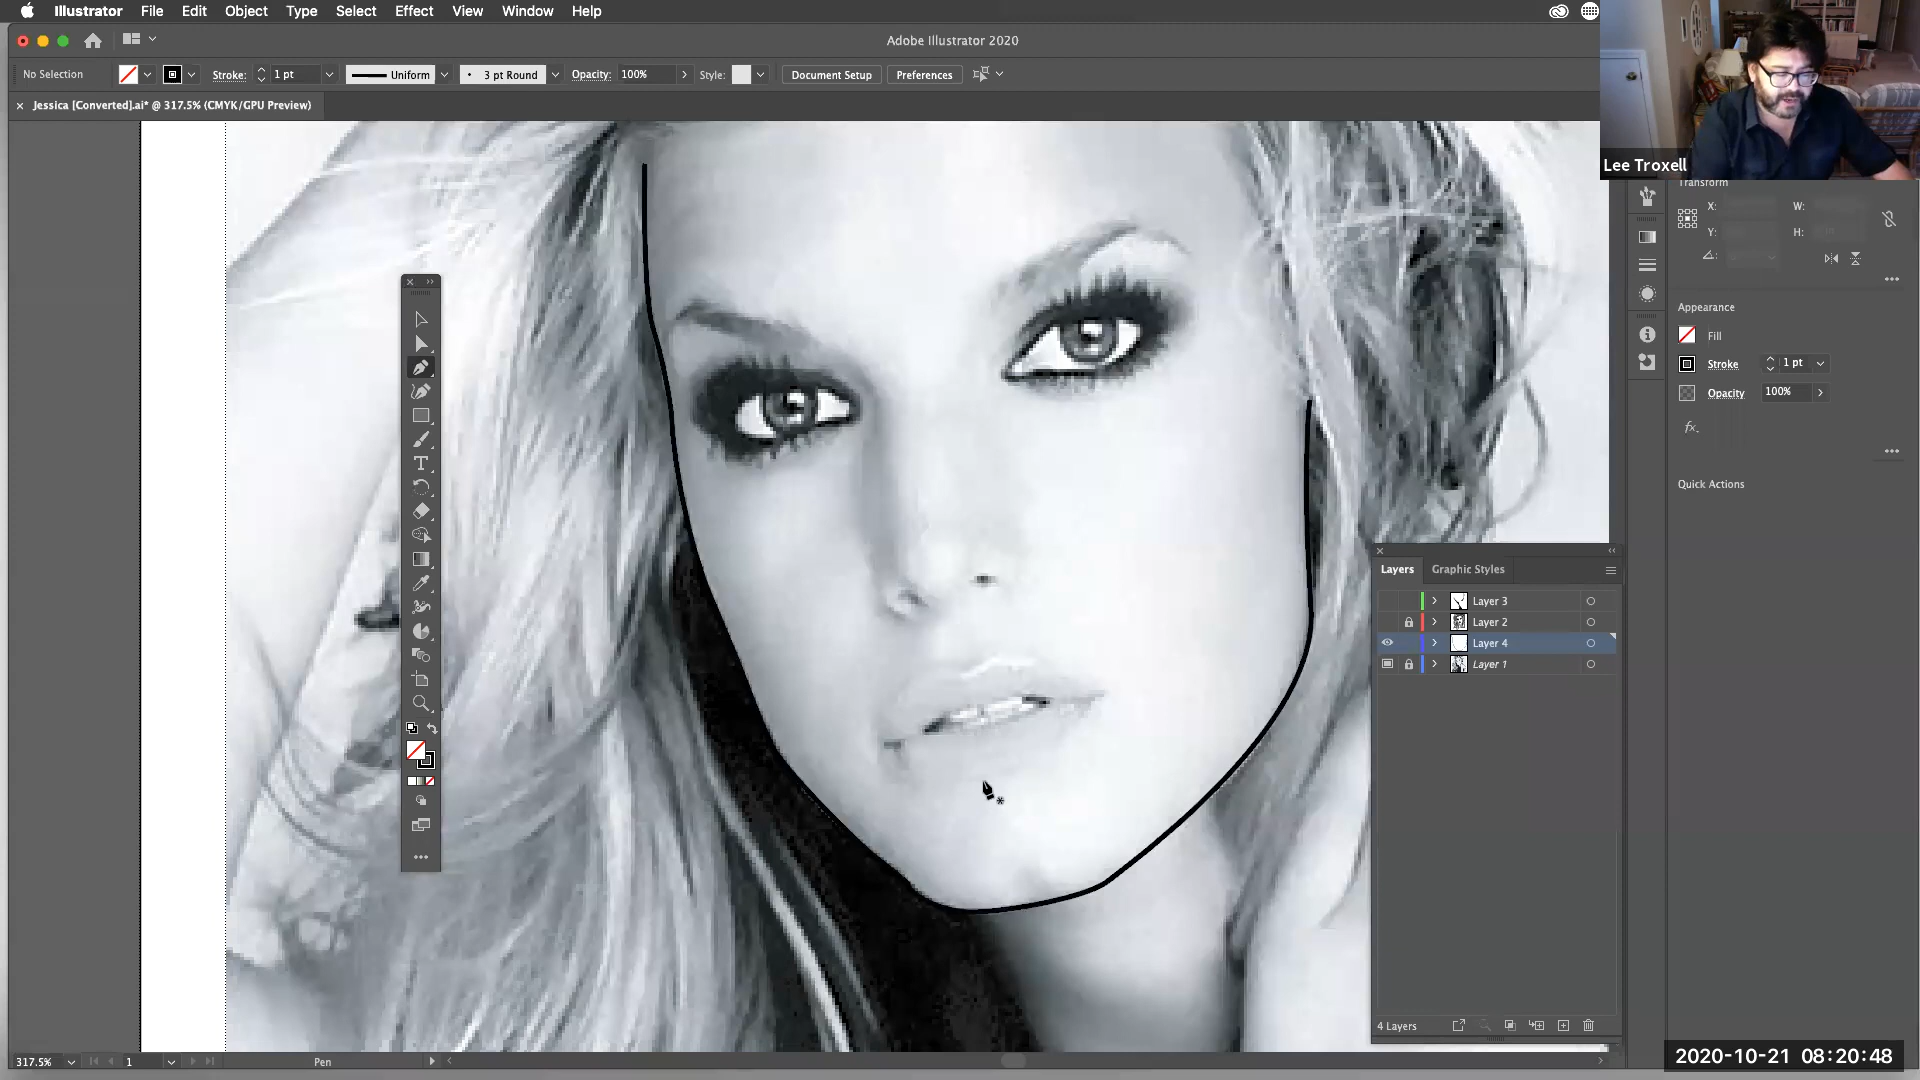 Illustrator File Edit Object Type Select Effect View Window Help
Adobe Illustrator 2020
No Selection Stroke: 1 pt Uniform 3 pt Round Opacity: 100% Style: Document Setup Preferences
Jessica [Converted].ai* @ 317.5% (CMYK/GPU Preview)
Lee Troxell
Transform
X: W:
Y: H:
Appearance
Fill
Stroke 1 pt
Opacity 100%
fx.
Quick Actions
Layers Graphic Styles
Layer 3
Layer 2
Layer 4
Layer 1
4 Layers
317.5% 1 Pen
2020-10-21 08:20:48